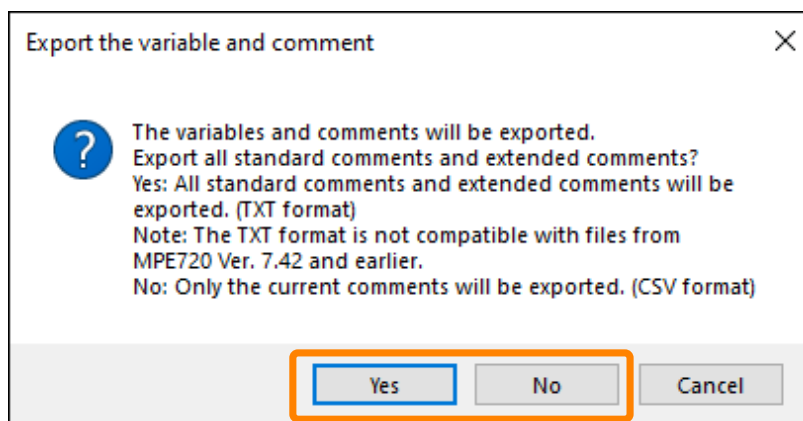 Export the variable and comment
The variables and comments will be exported.
Export all standard comments and extended comments?
Yes: All standard comments and extended comments will be
exported. (TXT format)
Note: The TXT format is not compatible with files from
MPE720 Ver. 7.42 and earlier.
No: Only the current comments will be exported. (CSV format)
Yes No Cancel